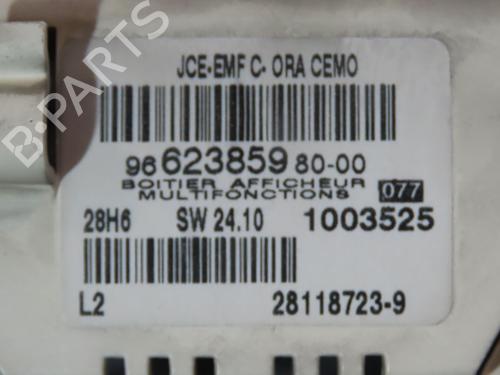 JCE-EMF C- ORA CEMO
96 623859 80-00
BOITIER AFFICHEUR
MULTIFONCTIONS 077
28H6 SW 24.10 1003525
L2 28118723-9
B-PARTS